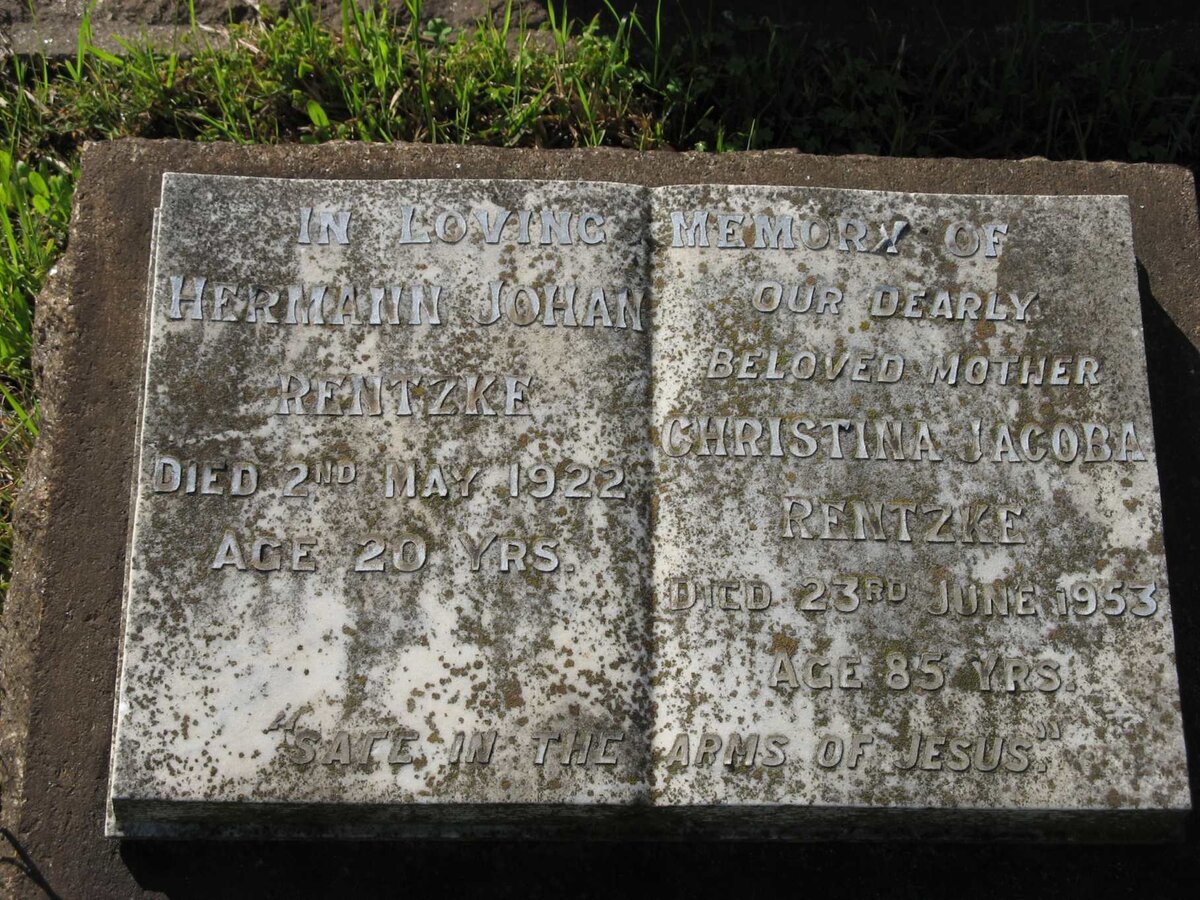 IN LOVING MEMORY OF
HERMANN JOHAN
RENTZKE
DIED 2ND MAY 1922
AGE 20 YRS.
OUR DEARLY
BELOVED MOTHER
CHRISTINA JACOBA
RENTZKE
DIED 23RD JUNE 1953
AGE 85 YRS.
"SAFE IN THE ARMS OF JESUS."